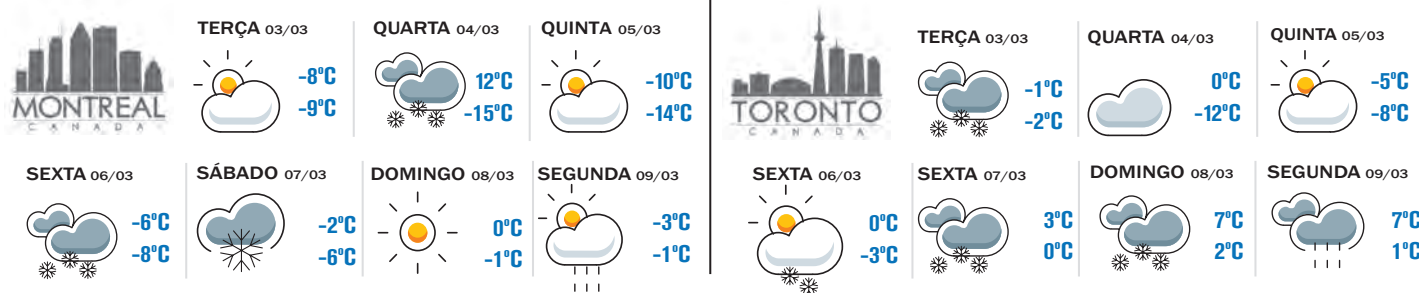 MONTREAL
CANADA
TERÇA 03/03
-8ºC
-9ºC
QUARTA 04/03
12ºC
-15ºC
QUINTA 05/03
-10ºC
-14ºC
SEXTA 06/03
-6ºC
-8ºC
SÁBADO 07/03
-2ºC
-6ºC
DOMINGO 08/03
0ºC
-1ºC
SEGUNDA 09/03
-3ºC
-1ºC
TORONTO
CANADA
TERÇA 03/03
-1ºC
-2ºC
QUARTA 04/03
0ºC
-12ºC
QUINTA 05/03
-5ºC
-8ºC
SEXTA 06/03
0ºC
-3ºC
SEXTA 07/03
3ºC
0ºC
DOMINGO 08/03
7ºC
2ºC
SEGUNDA 09/03
7ºC
1ºC